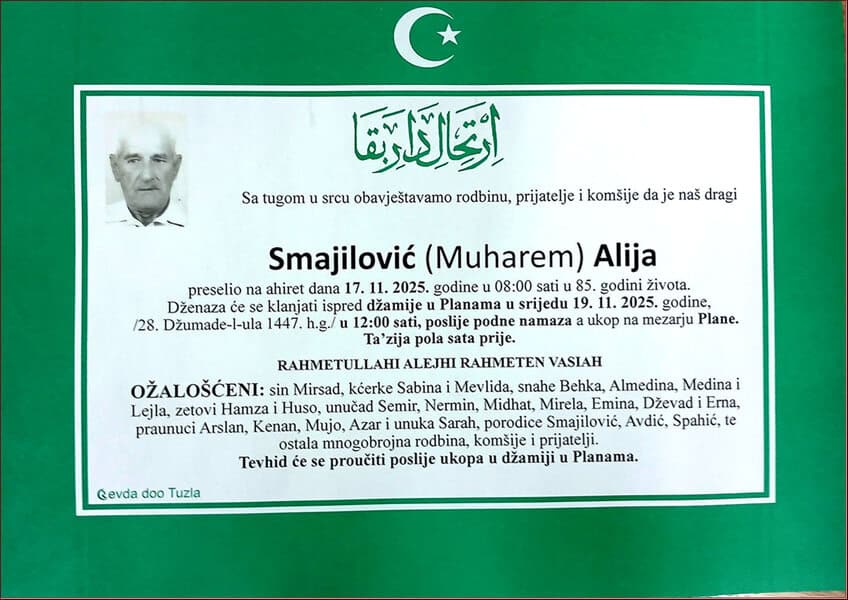 ارتحال دار بقا
Sa tugom u srcu obavještavamo rodbinu, prijatelje i komšije da je naš dragi
Smajilović (Muharem) Alija
preselio na ahiret dana 17. 11. 2025. godine u 08:00 sati u 85. godini života.
Dženaza će se klanjati ispred džamije u Planama u srijedu 19. 11. 2025. godine,
/28. Džumade-l-ula 1447. h.g./ u 12:00 sati, poslije podne namaza a ukop na mezarju Plane.
Ta’zija pola sata prije.
RAHMETULLAHI ALEJHI RAHMETEN VASIAH
OŽALOŠĆENI: sin Mirsad, kćerke Sabina i Mevlida, snahe Behka, Almedina, Medina i
Lejla, zetovi Hamza i Huso, unučad Semir, Nermin, Midhat, Mirela, Emina, Dževad i Erna,
praunuci Arslan, Kenan, Mujo, Azar i unuka Sarah, porodice Smajilović, Avdić, Spahić, te
ostala mnogobrojna rodbina, komšije i prijatelji.
Tevhid će se proučiti poslije ukopa u džamiji u Planama.
evda doo Tuzla